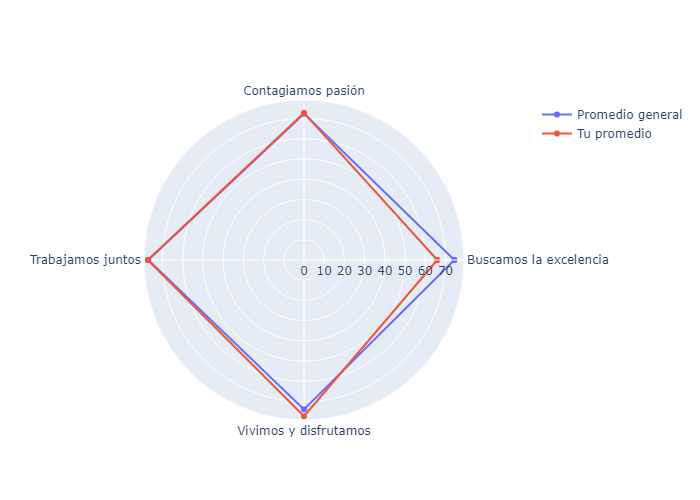 Contagiamos pasión
Promedio general
Tu promedio
Trabajamos juntos
Buscamos la excelencia
0 10 20 30 40 50 60 70
Vivimos y disfrutamos